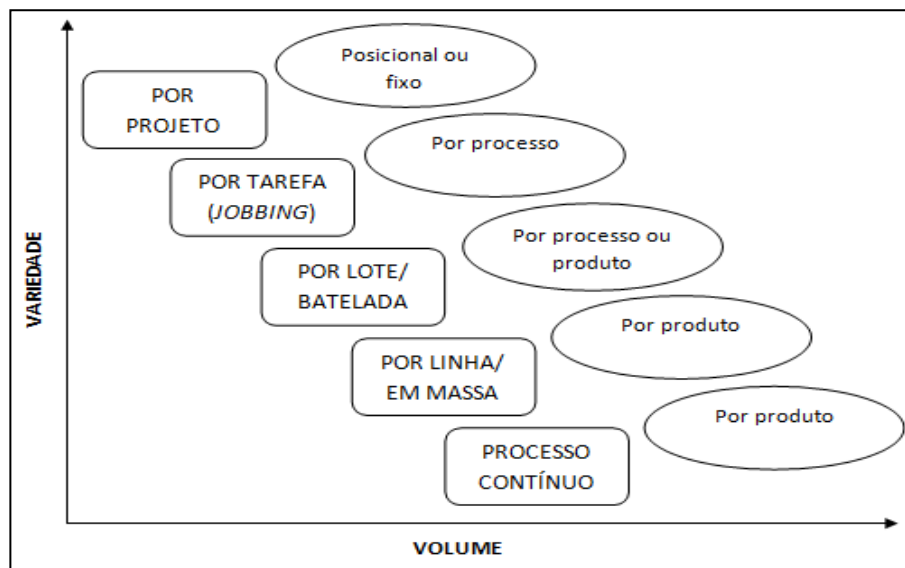 Posicional ou
fixo
POR
PROJETO
Por processo
POR TAREFA
(JOBBING)
Por processo ou
produto
POR LOTE/
BATELADA
Por produto
POR LINHA/
EM MASSA
Por produto
PROCESSO
CONTÍNUO
VARIEDADE
VOLUME